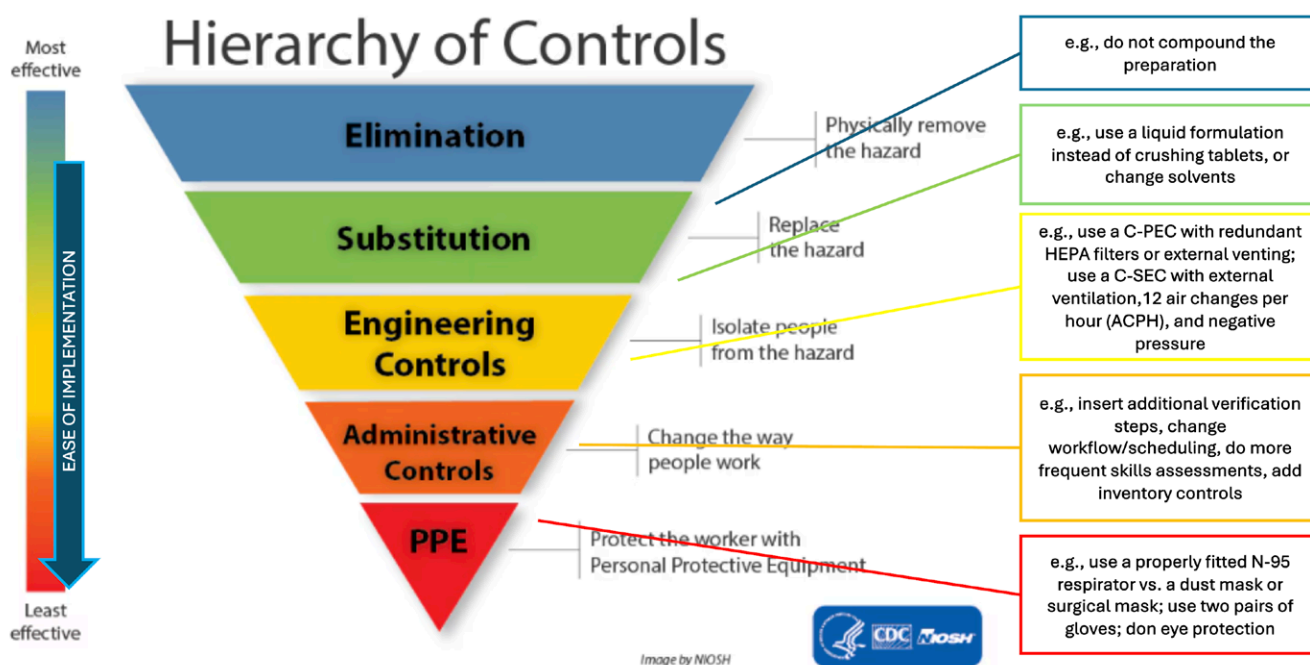 Hierarchy of Controls
Most
effective
EASE OF IMPLEMENTATION
Least
effective
Elimination
Physically remove
the hazard
e.g., do not compound the
preparation
Substitution
Replace
the hazard
e.g., use a liquid formulation
instead of crushing tablets, or
change solvents
Engineering
Controls
Isolate people
from the hazard
e.g., use a C-PEC with redundant
HEPA filters or external venting;
use a C-SEC with external
ventilation,12 air changes per
hour (ACPH), and negative
pressure
Administrative
Controls
Change the way
people work
e.g., insert additional verification
steps, change
workflow/scheduling, do more
frequent skills assessments, add
inventory controls
PPE
Protect the worker with
Personal Protective Equipment
e.g., use a properly fitted N-95
respirator vs. a dust mask or
surgical mask; use two pairs of
gloves; don eye protection
CDC NIOSH
Image by NIOSH